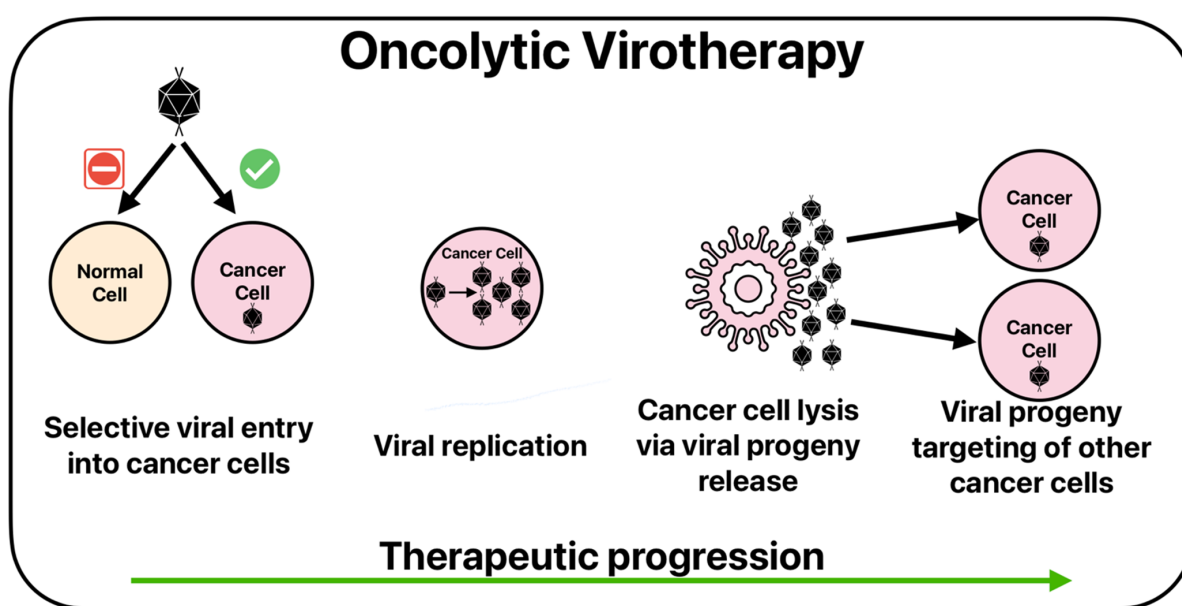 Oncolytic Virotherapy
Normal
Cell
Cancer
Cell
Cancer Cell
Cancer
Cell
Cancer
Cell
Selective viral entry
into cancer cells
Viral replication
Cancer cell lysis
via viral progeny
release
Viral progeny
targeting of other
cancer cells
Therapeutic progression